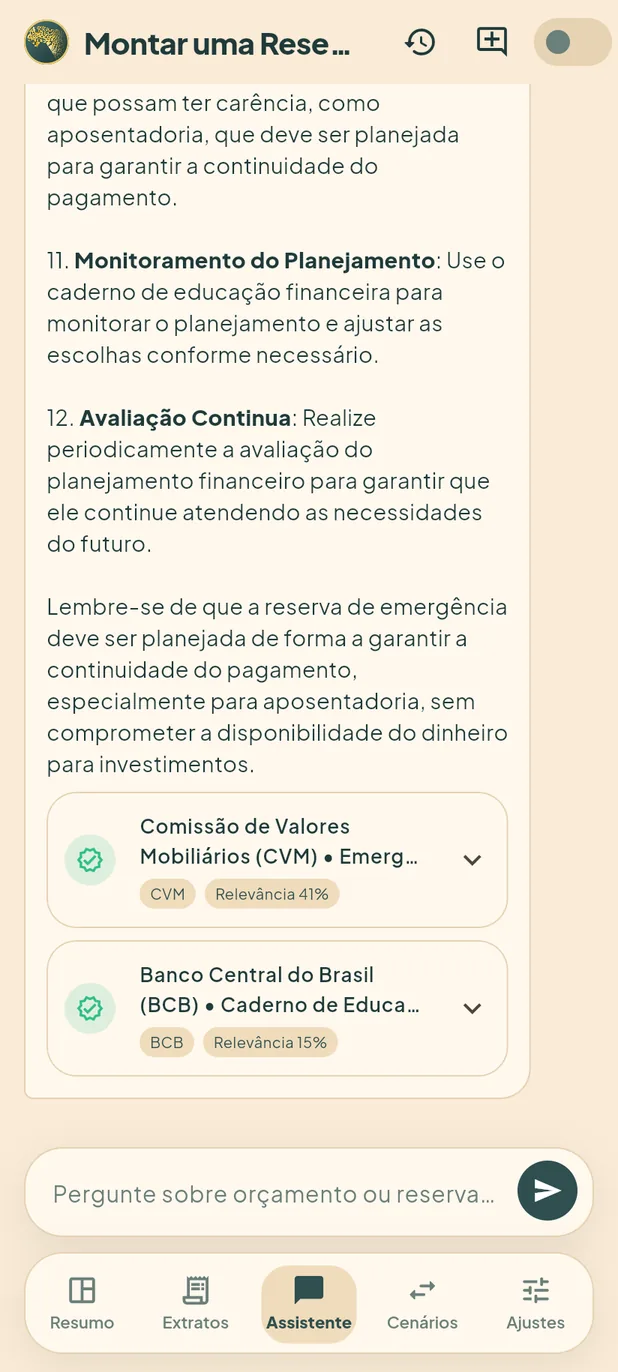 Montar uma Rese...
que possam ter carência, como
aposentadoria, que deve ser planejada
para garantir a continuidade do
pagamento.
11. Monitoramento do Planejamento: Use o
caderno de educação financeira para
monitorar o planejamento e ajustar as
escolhas conforme necessário.
12. Avaliação Continua: Realize
periodicamente a avaliação do
planejamento financeiro para garantir que
ele continue atendendo as necessidades
do futuro.
Lembre-se de que a reserva de emergência
deve ser planejada de forma a garantir a
continuidade do pagamento,
especialmente para aposentadoria, sem
comprometer a disponibilidade do dinheiro
para investimentos.
Comissão de Valores
Mobiliários (CVM) • Emerg...
CVM Relevância 41%
Banco Central do Brasil
(BCB) • Caderno de Educa...
BCB Relevância 15%
Pergunte sobre orçamento ou reserva...
Resumo Extratos Assistente Cenários Ajustes